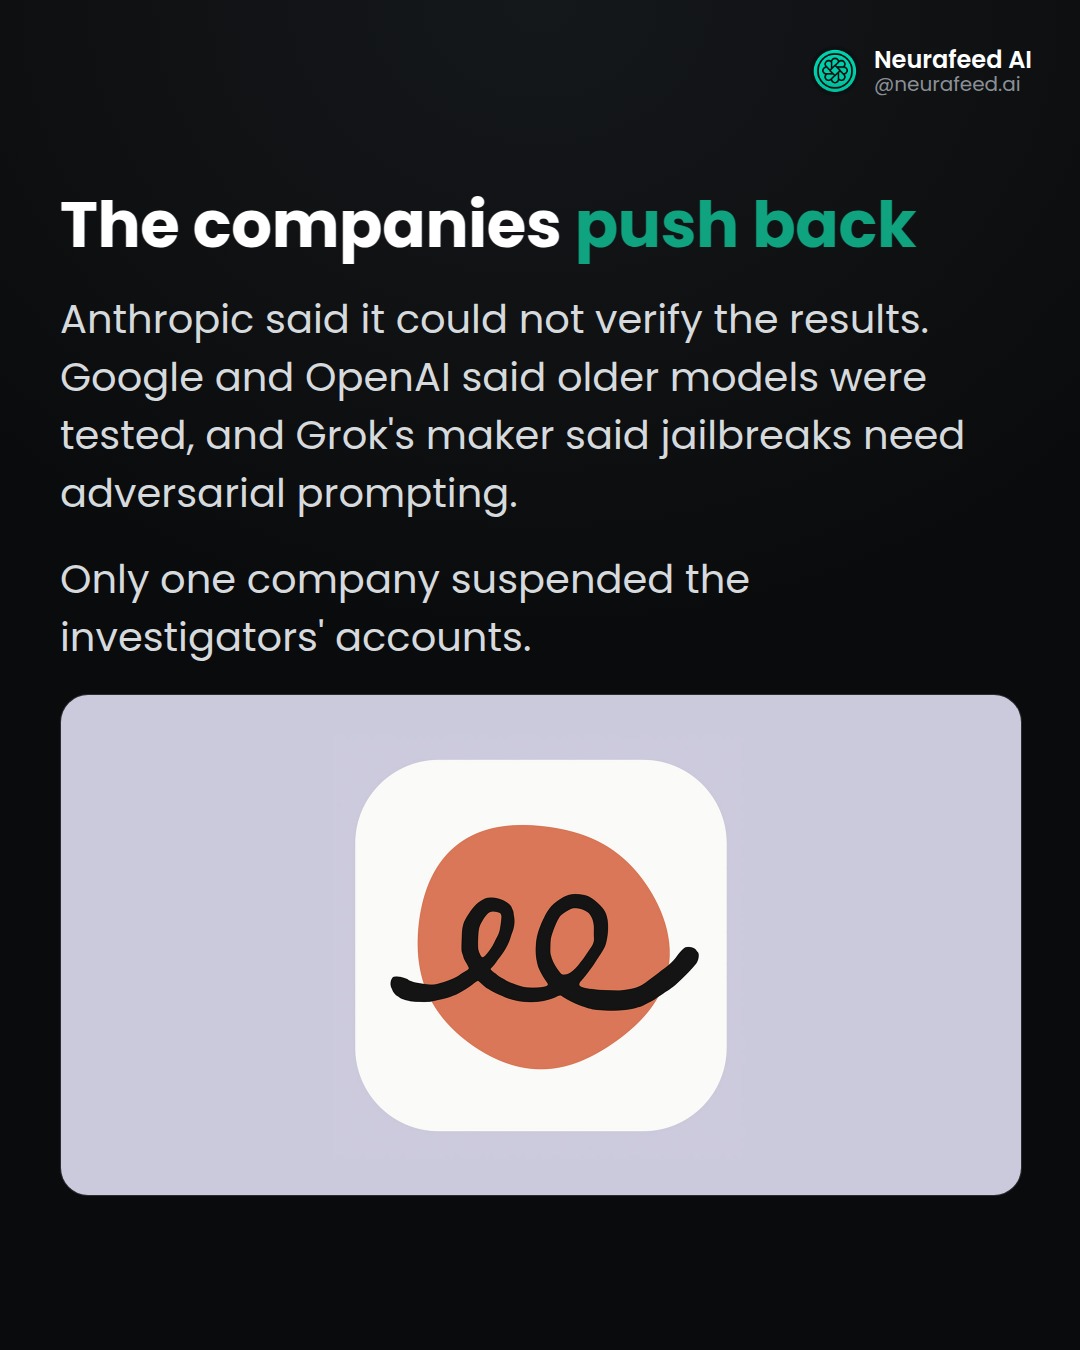 Neurafeed AI
@neurafeed.ai
The companies push back
Anthropic said it could not verify the results.
Google and OpenAI said older models were
tested, and Grok's maker said jailbreaks need
adversarial prompting.
Only one company suspended the
investigators' accounts.